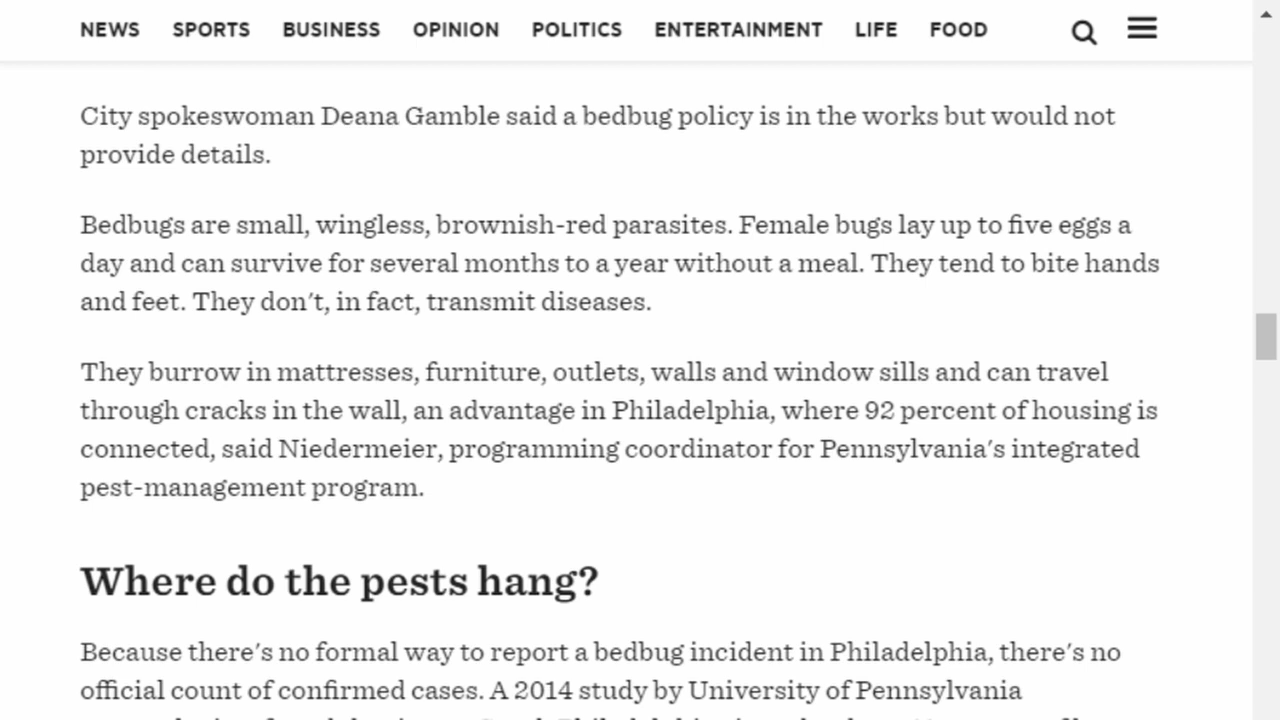 NEWS SPORTS BUSINESS OPINION POLITICS ENTERTAINMENT LIFE FOOD
City spokeswoman Deana Gamble said a bedbug policy is in the works but would not
provide details.
Bedbugs are small, wingless, brownish-red parasites. Female bugs lay up to five eggs a
day and can survive for several months to a year without a meal. They tend to bite hands
and feet. They don't, in fact, transmit diseases.
They burrow in mattresses, furniture, outlets, walls and window sills and can travel
through cracks in the wall, an advantage in Philadelphia, where 92 percent of housing is
connected, said Niedermeier, programming coordinator for Pennsylvania's integrated
pest-management program.
Where do the pests hang?
Because there's no formal way to report a bedbug incident in Philadelphia, there's no
official count of confirmed cases. A 2014 study by University of Pennsylvania